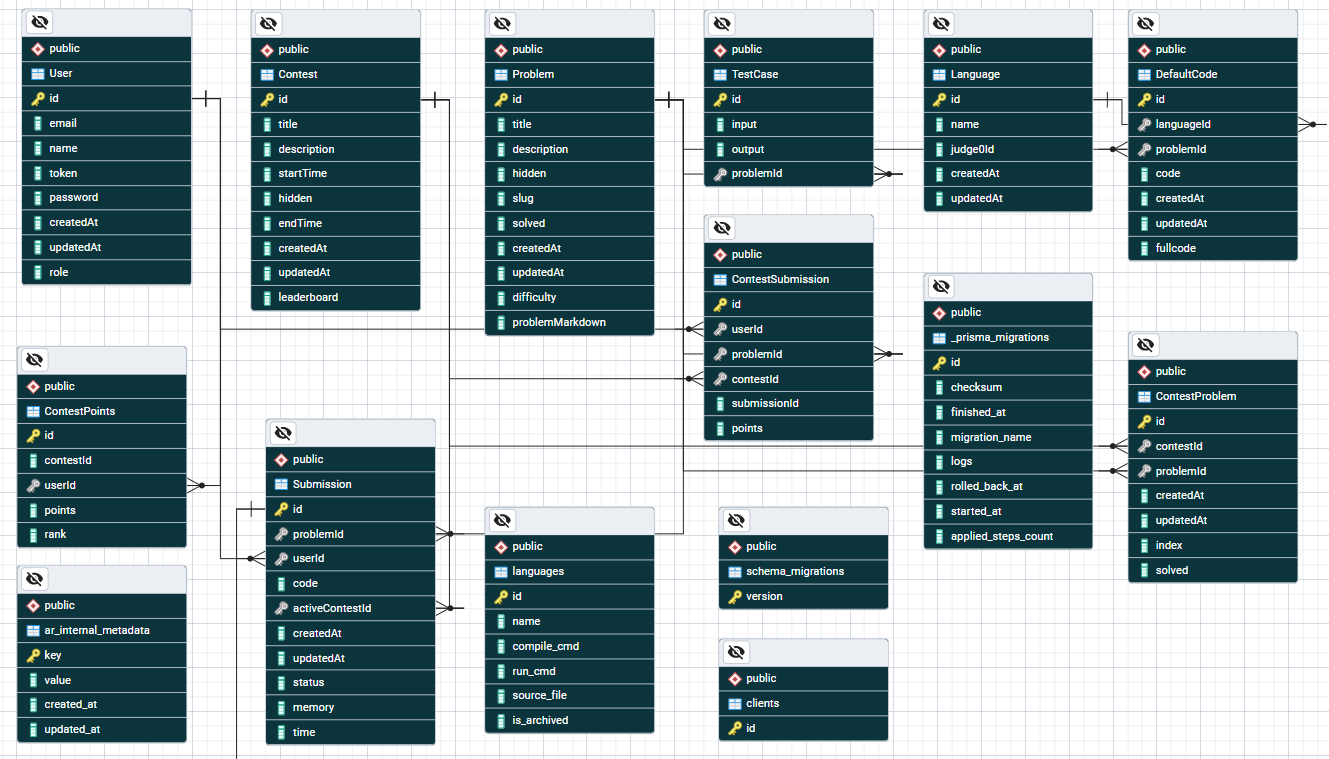 public
User
id
email
name
token
password
createdAt
updatedAt
role
public
Contest
id
title
description
startTime
hidden
endTime
createdAt
updatedAt
leaderboard
public
Problem
id
title
description
hidden
slug
solved
createdAt
updatedAt
difficulty
problemMarkdown
public
TestCase
id
input
output
problemId
public
Language
id
name
judge0Id
createdAt
updatedAt
public
DefaultCode
id
languageId
problemId
code
createdAt
updatedAt
fullcode
public
ContestSubmission
id
userId
problemId
contestId
submissionId
points
public
_prisma_migrations
id
checksum
finished_at
migration_name
logs
rolled_back_at
started_at
applied_steps_count
public
ContestProblem
id
contestId
problemId
createdAt
updatedAt
index
solved
public
ContestPoints
id
contestId
userId
points
rank
public
Submission
id
problemId
userId
code
activeContestId
createdAt
updatedAt
status
memory
time
public
languages
id
name
compile_cmd
run_cmd
source_file
is_archived
public
schema_migrations
version
public
ar_internal_metadata
key
value
created_at
updated_at
public
clients
id